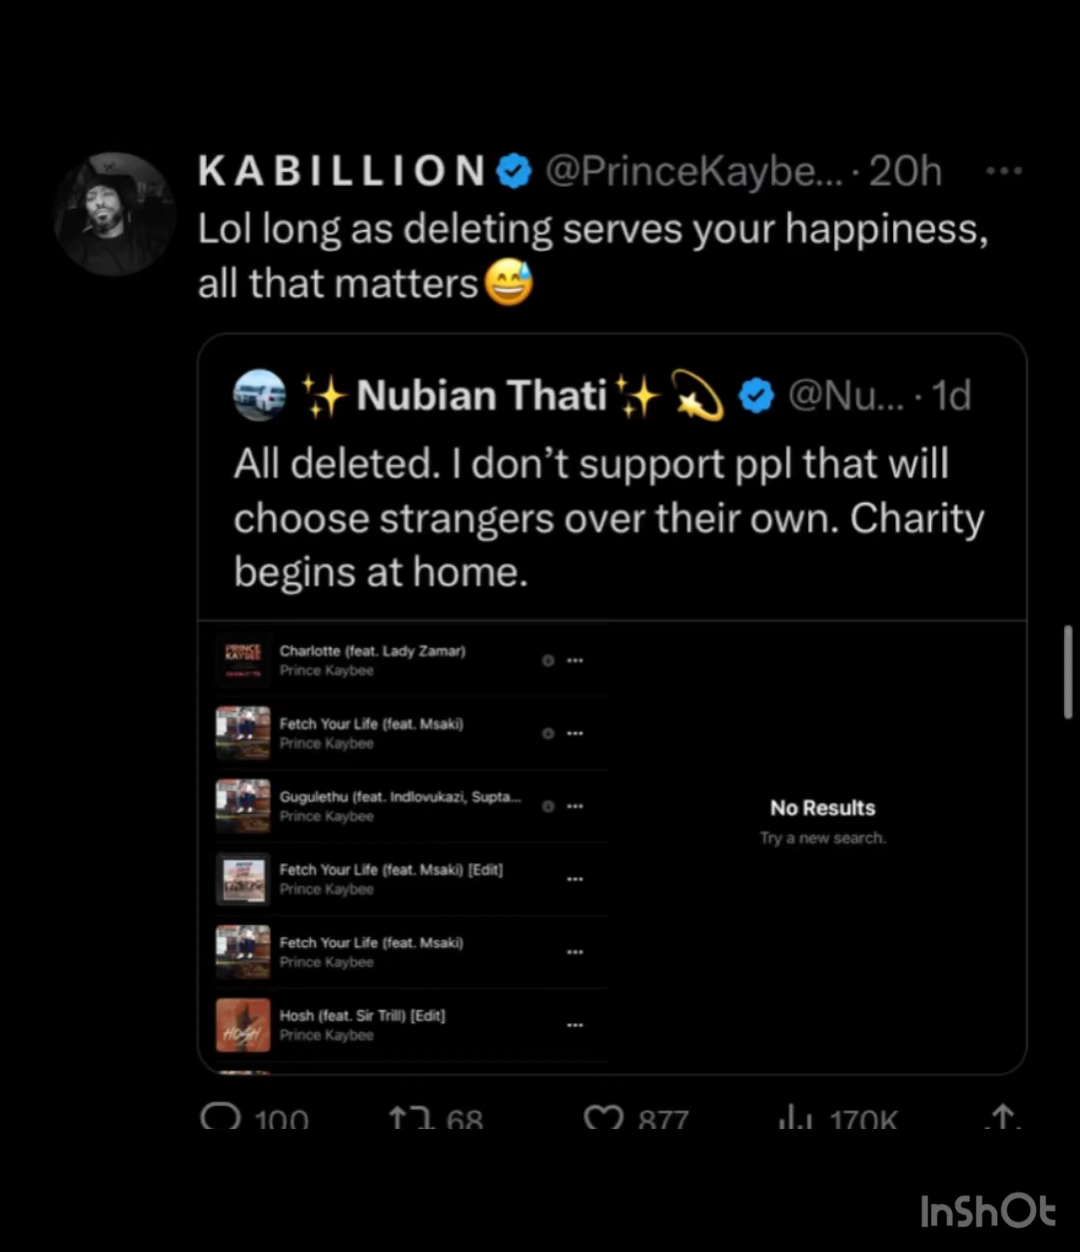 KABILLION @PrinceKaybe... · 20h ...
Lol long as deleting serves your happiness,
all that matters😅
✨Nubian Thati✨💫 @Nu... · 1d
All deleted. I don’t support ppl that will
choose strangers over their own. Charity
begins at home.
PRINCE
KAYBEE
Charlotte (feat. Lady Zamar)
Prince Kaybee
Fetch Your Life (feat. Msaki)
Prince Kaybee
Gugulethu (feat. Indlovukazi, Supta...
Prince Kaybee
Fetch Your Life (feat. Msaki) [Edit]
Prince Kaybee
Fetch Your Life (feat. Msaki)
Prince Kaybee
HOSH
Hosh (feat. Sir Trill) [Edit]
Prince Kaybee
No Results
Try a new search.
100 68 877 170K
InShOt